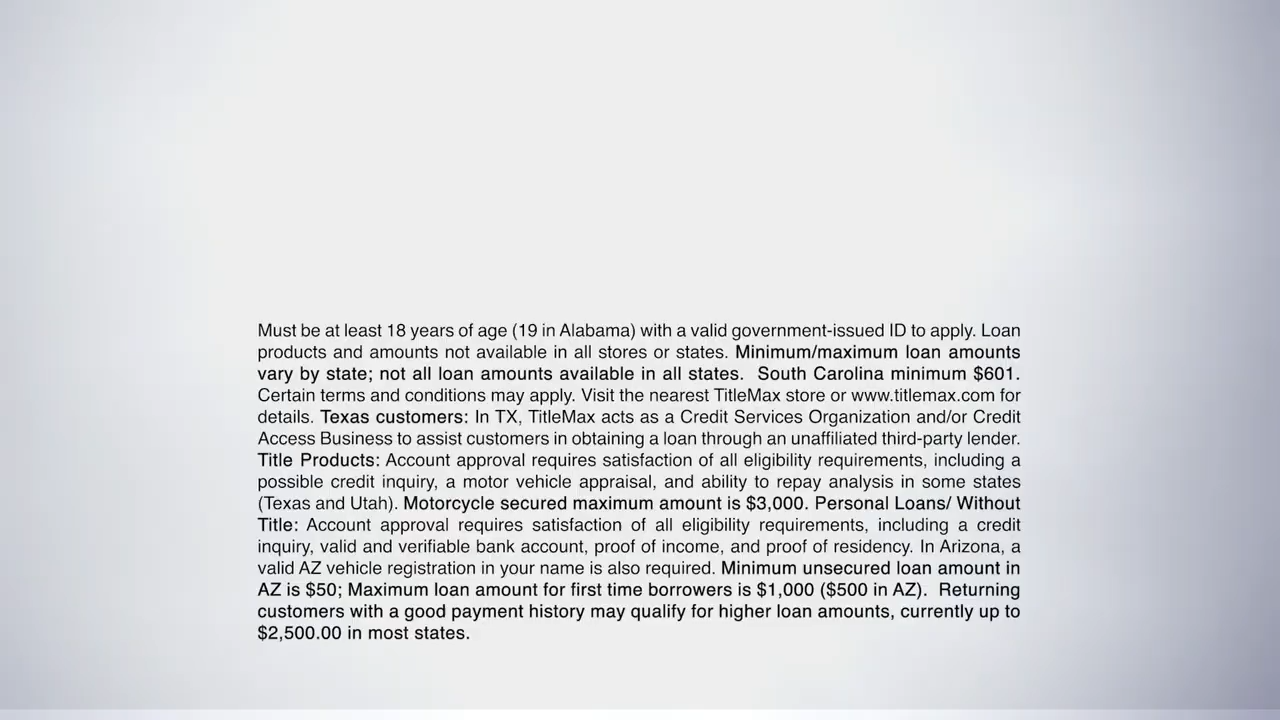 Must be at least 18 years of age (19 in Alabama) with a valid government-issued ID to apply. Loan
products and amounts not available in all stores or states. Minimum/maximum loan amounts
vary by state; not all loan amounts available in all states.  South Carolina minimum $601.
Certain terms and conditions may apply. Visit the nearest TitleMax store or www.titlemax.com for
details. Texas customers: In TX, TitleMax acts as a Credit Services Organization and/or Credit
Access Business to assist customers in obtaining a loan through an unaffiliated third-party lender.
Title Products: Account approval requires satisfaction of all eligibility requirements, including a
possible credit inquiry, a motor vehicle appraisal, and ability to repay analysis in some states
(Texas and Utah). Motorcycle secured maximum amount is $3,000. Personal Loans/ Without
Title: Account approval requires satisfaction of all eligibility requirements, including a credit
inquiry, valid and verifiable bank account, proof of income, and proof of residency. In Arizona, a
valid AZ vehicle registration in your name is also required. Minimum unsecured loan amount in
AZ is $50; Maximum loan amount for first time borrowers is $1,000 ($500 in AZ).  Returning
customers with a good payment history may qualify for higher loan amounts, currently up to
$2,500.00 in most states.